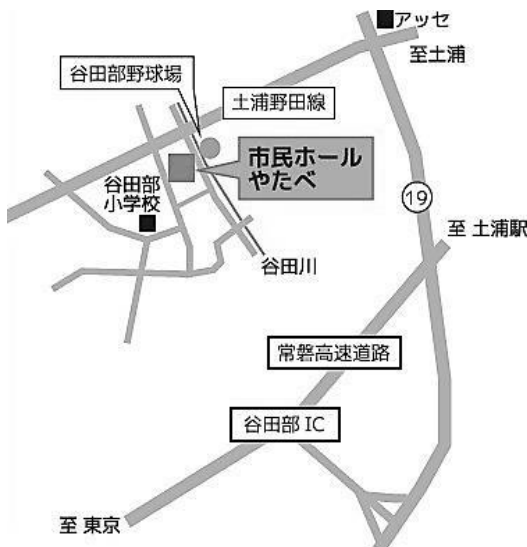 アッセ
至土浦
谷田部野球場
土浦野田線
市民ホール
やたべ
谷田部
小学校
19
至 土浦駅
谷田川
常磐高速道路
谷田部 IC
至 東京